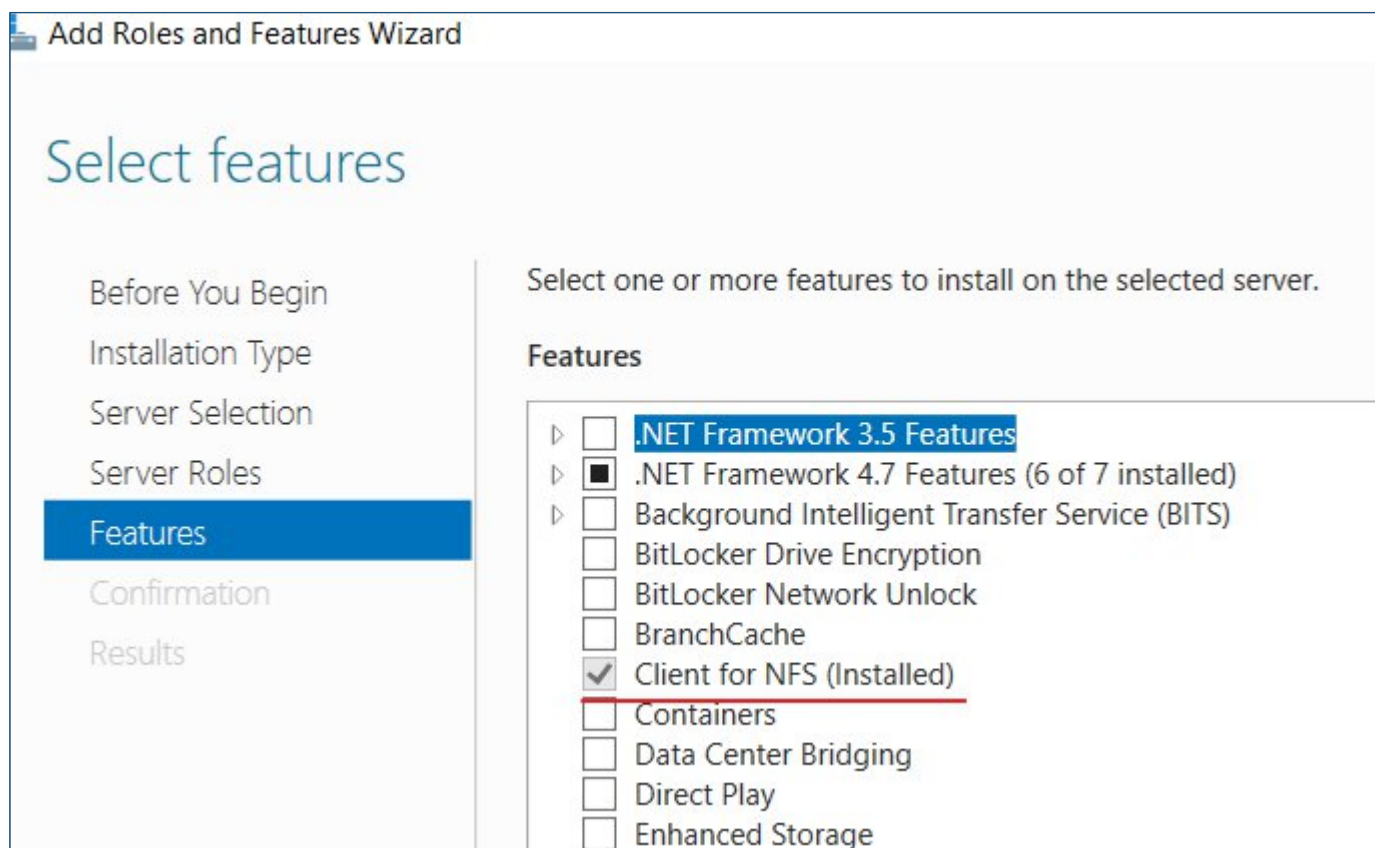 Add Roles and Features Wizard
Select features
Before You Begin
Installation Type
Server Selection
Server Roles
Features
Confirmation
Results
Select one or more features to install on the selected server.
Features
.NET Framework 3.5 Features
.NET Framework 4.7 Features (6 of 7 installed)
Background Intelligent Transfer Service (BITS)
BitLocker Drive Encryption
BitLocker Network Unlock
BranchCache
Client for NFS (Installed)
Containers
Data Center Bridging
Direct Play
Enhanced Storage